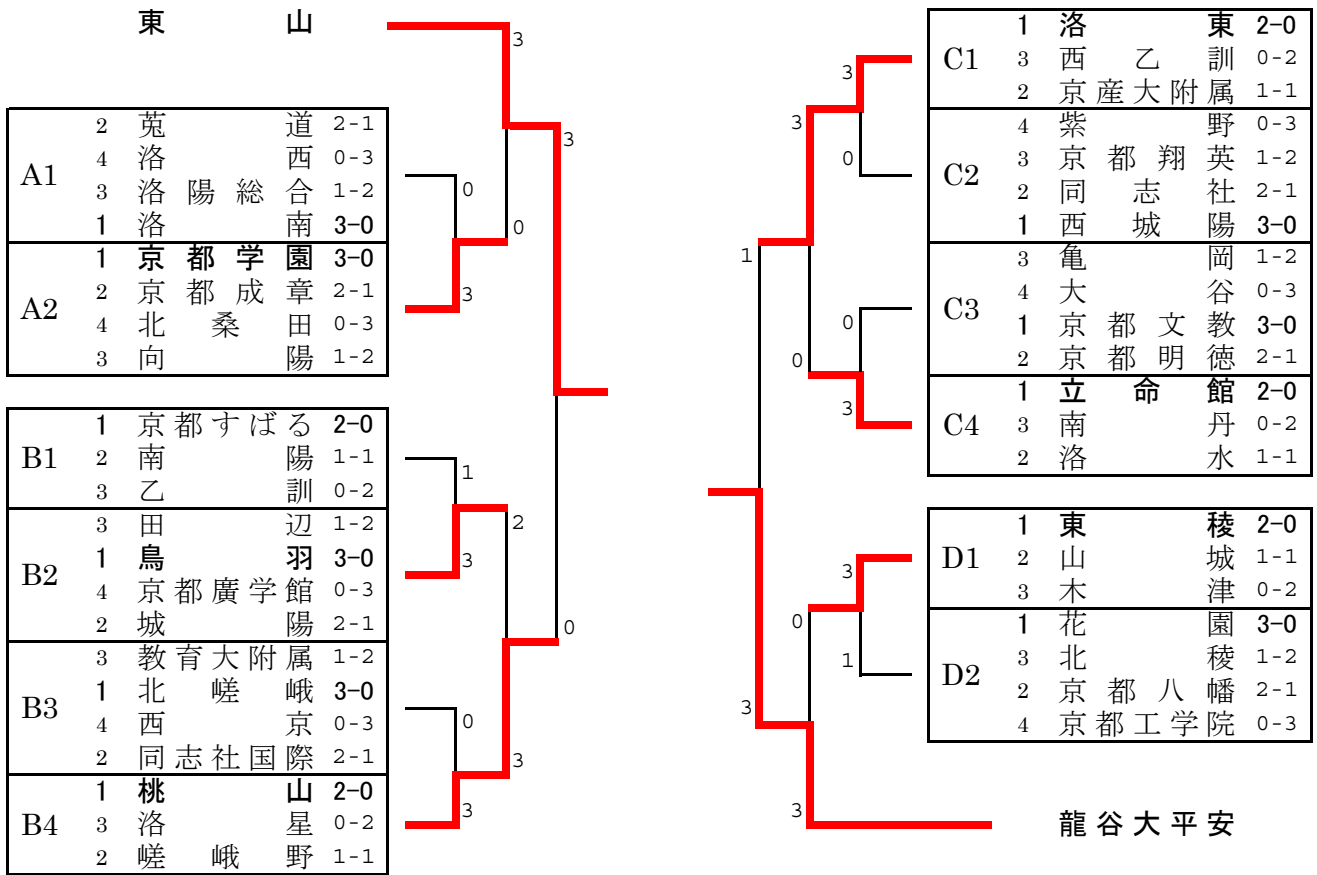 東山
3
3
0
A1
2 菟道 2-1
4 洛西 0-3
3 洛陽総合 1-2
1 洛南 3-0
0
A2
1 京都学園 3-0
2 京都成章 2-1
4 北桑田 0-3
3 向陽 1-2
3
B1
1 京都すばる 2-0
2 南陽 1-1
3 乙訓 0-2
1
2
B2
3 田辺 1-2
1 鳥羽 3-0
4 京都廣学館 0-3
2 城陽 2-1
3
0
B3
3 教育大附属 1-2
1 北嵯峨 3-0
4 西京 0-3
2 同志社国際 2-1
0
3
B4
1 桃山 2-0
3 洛星 0-2
2 嵯峨野 1-1
3
C1
1 洛東 2-0
3 西乙訓 0-2
2 京産大附属 1-1
3
3
C2
4 紫野 0-3
3 京都翔英 1-2
2 同志社 2-1
1 西城陽 3-0
0
1
C3
3 亀岡 1-2
4 大谷 0-3
1 京都文教 3-0
2 京都明徳 2-1
0
0
C4
1 立命館 2-0
3 南丹 0-2
2 洛水 1-1
3
D1
1 東稜 2-0
2 山城 1-1
3 木津 0-2
3
0
D2
1 花園 3-0
3 北稜 1-2
2 京都八幡 2-1
4 京都工学院 0-3
1
3
3
龍谷大平安